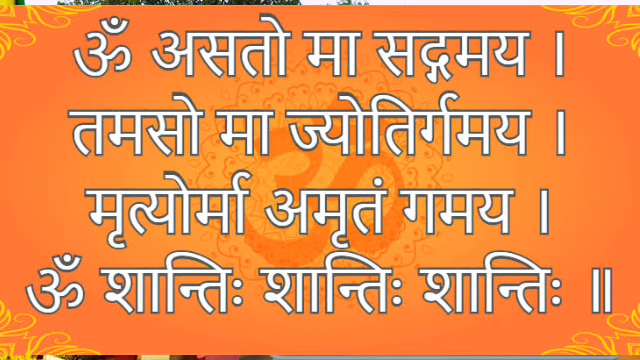 ॐ असतो मा सद्गमय ।
तमसो मा ज्योतिर्गमय ।
मृत्योर्मा अमृतं गमय ।
ॐ शान्तिः शान्तिः शान्तिः ॥